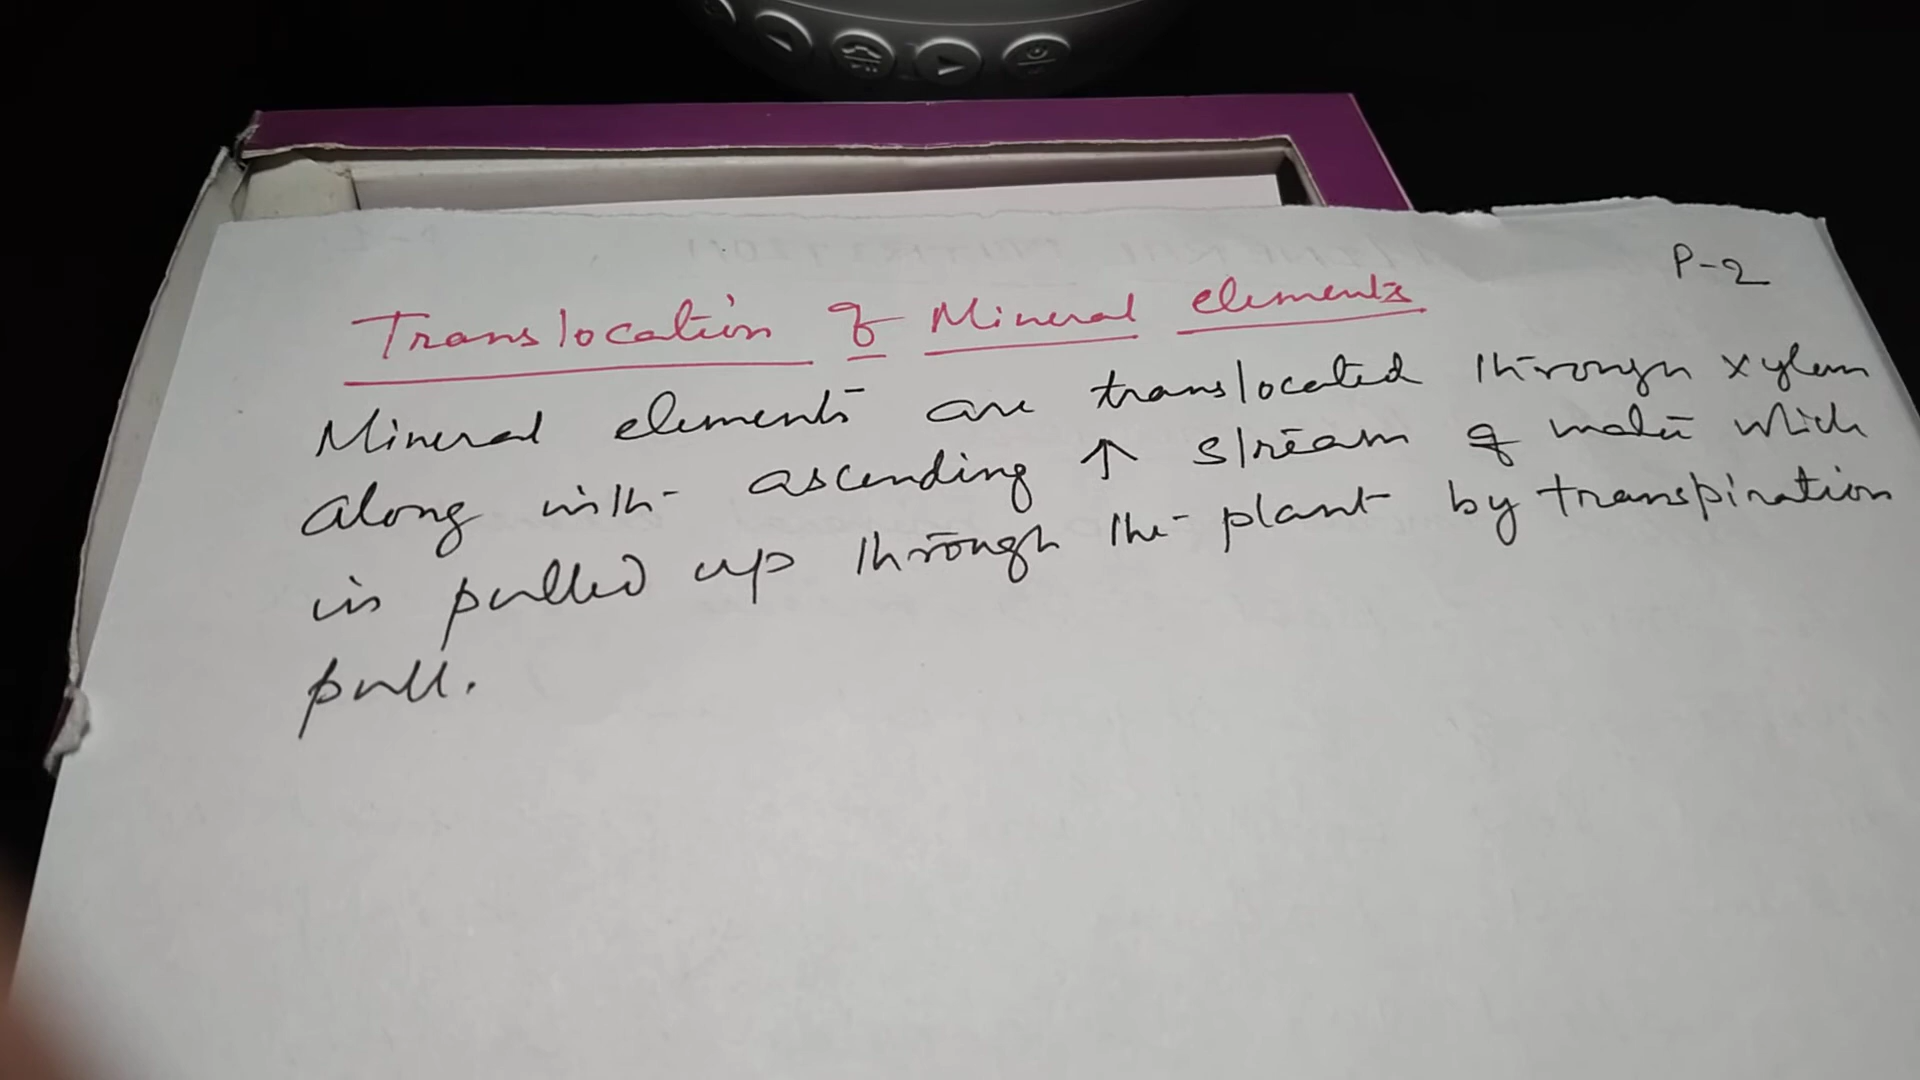 P-2
Translocation of Mineral elements
Mineral elements are translocated through xylem
along with ascending ↑ stream of water which
is pulled up through the plant by transpiration
pull.